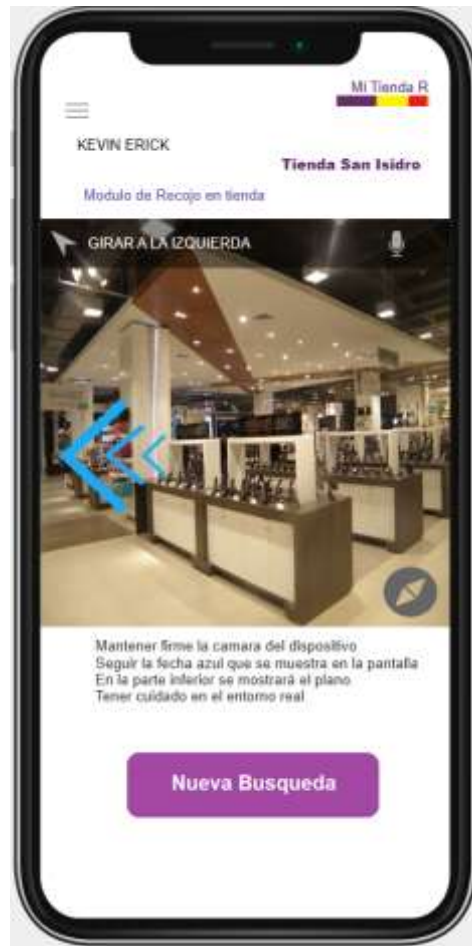 Mi Tienda R
KEVIN ERICK
Tienda San Isidro
Modulo de Recojo en tienda
GIRAR A LA IZQUIERDA
Mantener firme la camara del dispositivo
Seguir la fecha azul que se muestra en la pantalla
En la parte inferior se mostrará el plano
Tener cuidado en el entorno real
Nueva Busqueda